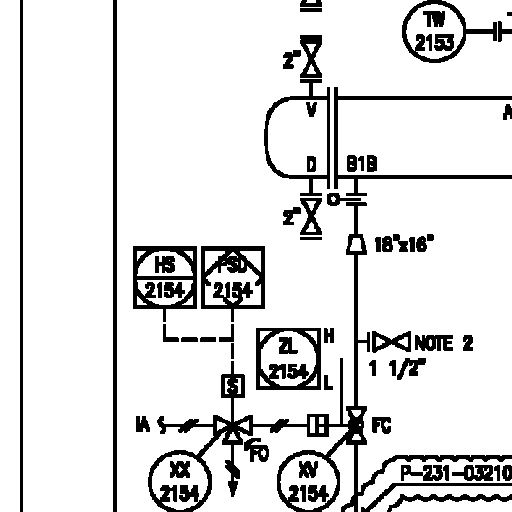 TW
2153
2"
V
A
D
B1B
2"
18"x16"
HS
2154
PSD
2154
ZL
2154
H
L
NOTE 2
1 1/2"
S
IA
FO
FC
XX
2154
XV
2154
P-231-03210